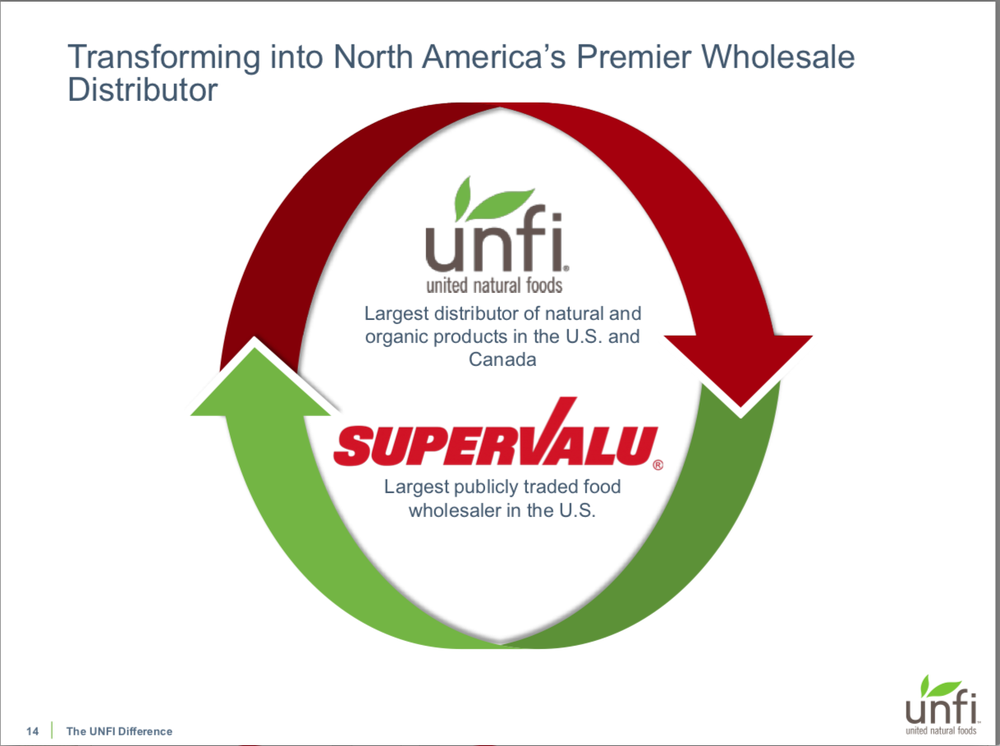 Transforming into North America’s Premier Wholesale
Distributor
unfi®
united natural foods
Largest distributor of natural and
organic products in the U.S. and
Canada
SUPERVALU®
Largest publicly traded food
wholesaler in the U.S.
14
The UNFI Difference
unfi™
united natural foods